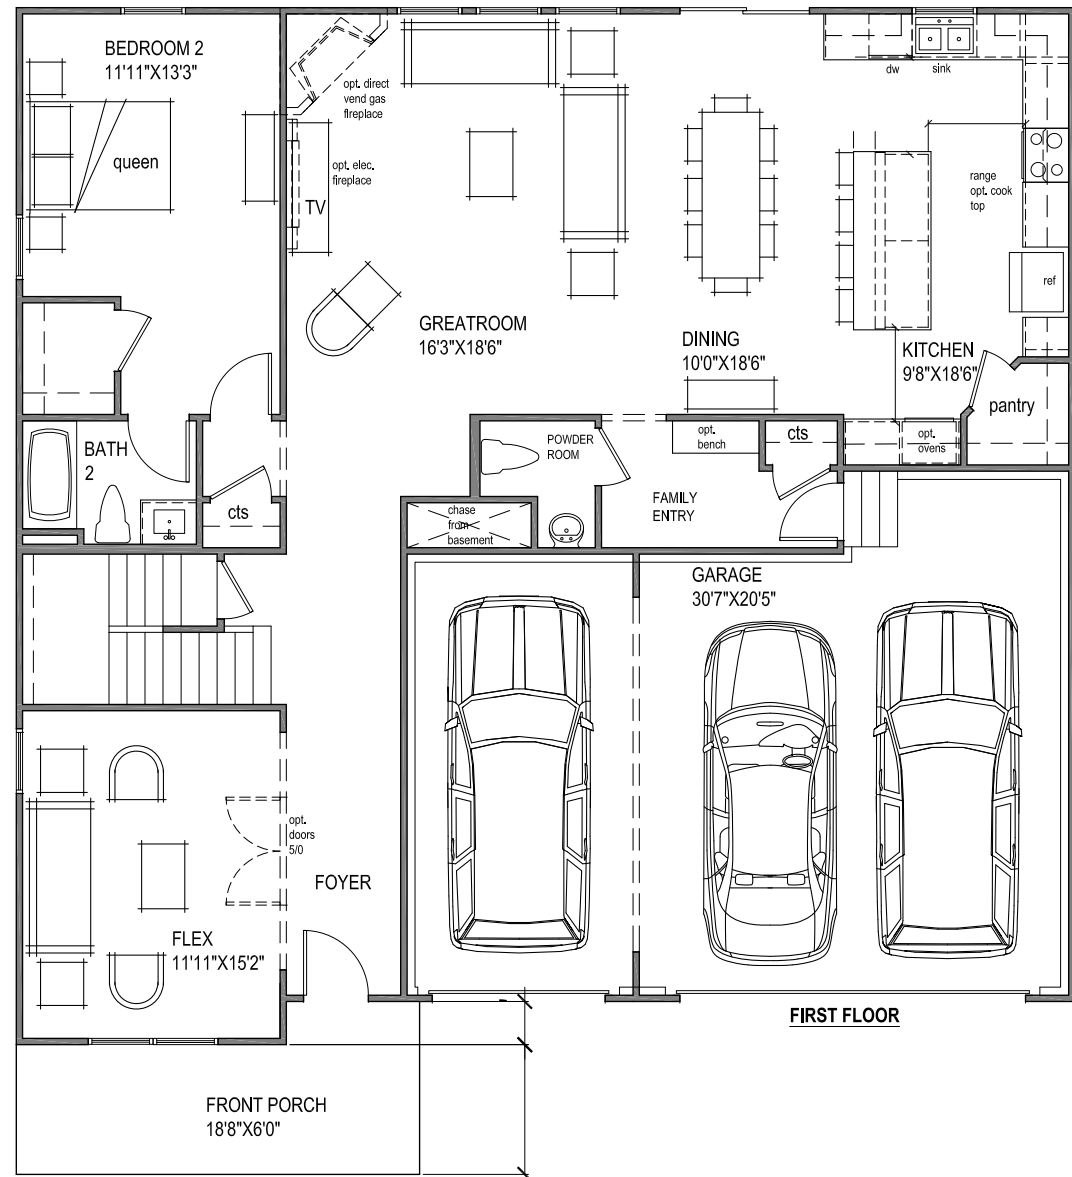 BEDROOM 2
11'11"X13'3"
queen
opt. direct
vend gas
fireplace
opt. elec.
fireplace
TV
dw
sink
range
opt. cook
top
ref
GREATROOM
16'3"X18'6"
DINING
10'0"X18'6"
KITCHEN
9'8"X18'6"
pantry
BATH
2
cts
POWDER
ROOM
opt.
bench
cts
opt.
ovens
FAMILY
ENTRY
chase
from
basement
GARAGE
30'7"X20'5"
opt.
doors
5/0
FOYER
FLEX
11'11"X15'2"
FIRST FLOOR
FRONT PORCH
18'8"X6'0"